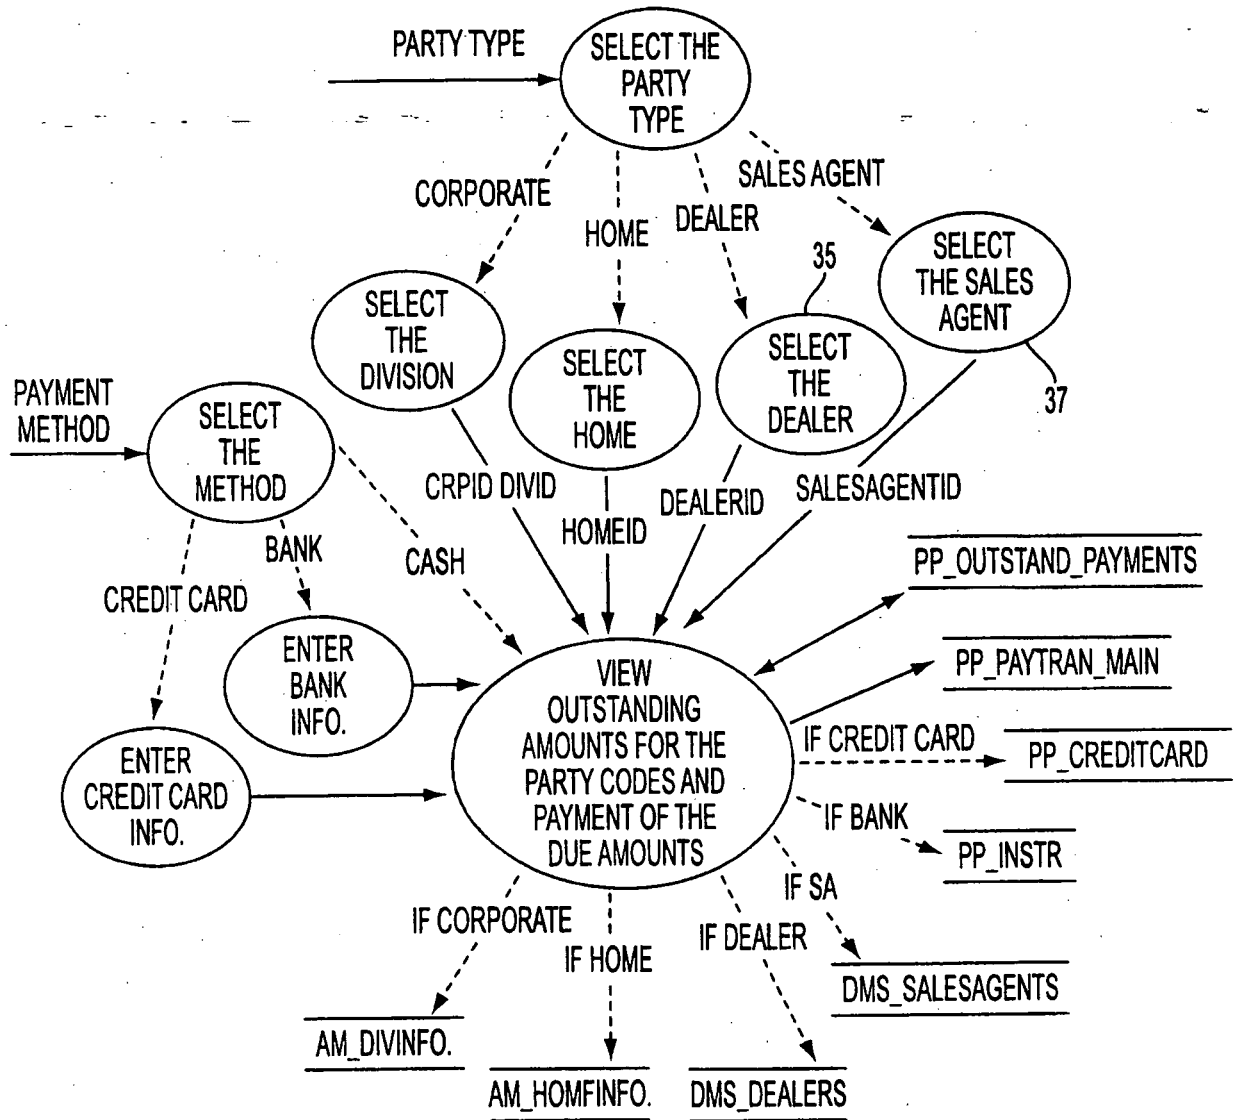 PARTY TYPE
SELECT THE
PARTY
TYPE
CORPORATE
HOME
DEALER
SALES AGENT
35
SELECT
THE SALES
AGENT
37
SELECT
THE
DIVISION
SELECT
THE
HOME
SELECT
THE
DEALER
PAYMENT
METHOD
SELECT
THE
METHOD
CRPID DIVID
HOMEID
DEALERID
SALESAGENTID
CREDIT CARD
BANK
CASH
ENTER
BANK
INFO.
ENTER
CREDIT CARD
INFO.
VIEW
OUTSTANDING
AMOUNTS FOR THE
PARTY CODES AND
PAYMENT OF THE
DUE AMOUNTS
PP_OUTSTAND_PAYMENTS
PP_PAYTRAN_MAIN
IF CREDIT CARD
PP_CREDITCARD
IF BANK
PP_INSTR
IF SA
DMS_SALESAGENTS
IF CORPORATE
IF HOME
IF DEALER
AM_DIVINFO.
AM_HOMFINFO.
DMS_DEALERS